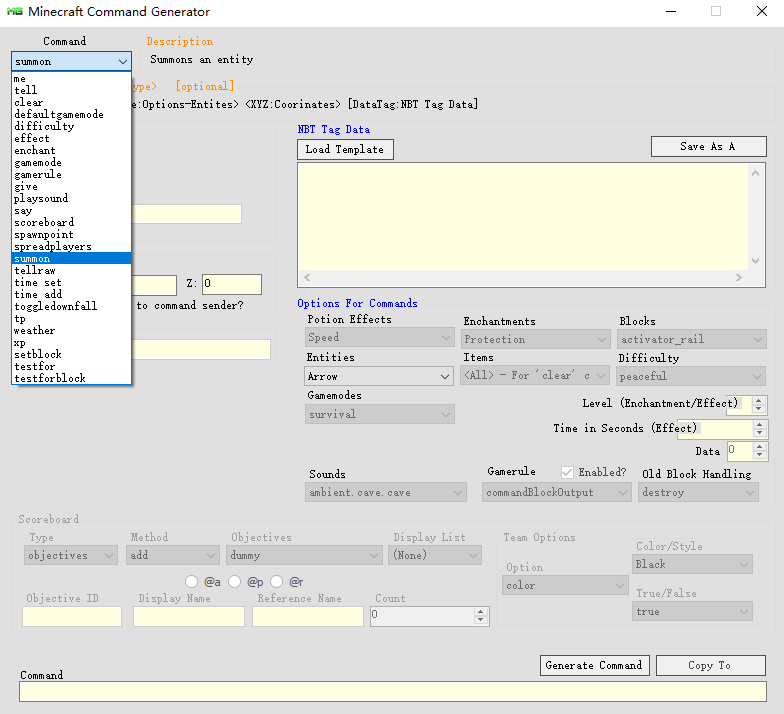 MG Minecraft Command Generator
Command
Description
summon
Summons an entity
me
tell
clear
defaultgamemode
difficulty
effect
enchant
gamemode
gamerule
give
playsound
say
scoreboard
spawnpoint
spreadplayers
summon
tellraw
time set
time add
toggledownfall
tp
weather
xp
setblock
testfor
testforblock
ype> [optional]
e:Options-Entites> <XYZ:Coorinates> [DataTag:NBT Tag Data]
NBT Tag Data
Load Template
Save As A
Z: 0
to command sender?
Options For Commands
Potion Effects
Enchantments
Blocks
Speed
Protection
activator_rail
Entities
Items
Difficulty
Arrow
<All> - For 'clear' c
peaceful
Gamemodes
survival
Level (Enchantment/Effect)
Time in Seconds (Effect)
Data 0
Sounds
Gamerule
Enabled?
Old Block Handling
ambient.cave.cave
commandBlockOutput
destroy
Scoreboard
Type
Method
Objectives
Display List
objectives
add
dummy
(None)
@a @p @r
Objective ID
Display Name
Reference Name
Count
0
Team Options
Option
color
Color/Style
Black
True/False
true
Generate Command
Copy To
Command